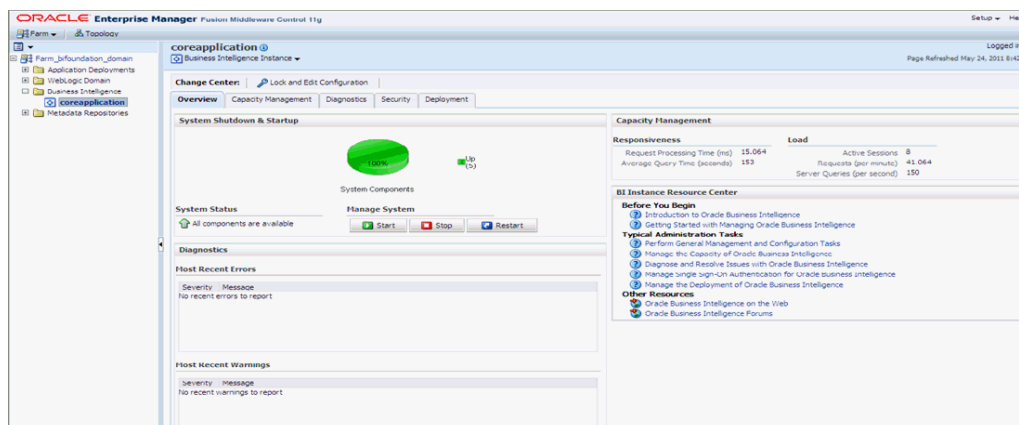 ORACLE Enterprise Manager Fusion Middleware Control 11g
Setup
Farm Topology
Farm_bifoundation_domain
Application Deployments
WebLogic Domain
Business Intelligence
coreapplication
Metadata Repositories
coreapplication
Business Intelligence Instance
Logged
Page Refreshed May 24, 2011
Change Center: Lock and Edit Configuration
Overview Capacity Management Diagnostics Security Deployment
System Shutdown & Startup
100%
Up
(5)
System Components
System Status
All components are available
Manage System
Start Stop Restart
Diagnostics
Most Recent Errors
Severity Message
No recent errors to report
Most Recent Warnings
Severity Message
No recent warnings to report
Capacity Management
Responsiveness
Request Processing Time (ms) 15.064
Average Query Time (seconds) 153
Load
Active Sessions 8
Requests (per minute) 41.064
Server Queries (per second) 150
BI Instance Resource Center
Before You Begin
Introduction to Oracle Business Intelligence
Getting Started with Managing Oracle Business Intelligence
Typical Administration Tasks
Perform General Management and Configuration Tasks
Manage the Capacity of Oracle Business Intelligence
Diagnose and Resolve Issues with Oracle Business Intelligence
Manage Single Sign-On Authentication for Oracle Business Intelligence
Manage the Deployment of Oracle Business Intelligence
Other Resources
Oracle Business Intelligence on the Web
Oracle Business Intelligence Forums